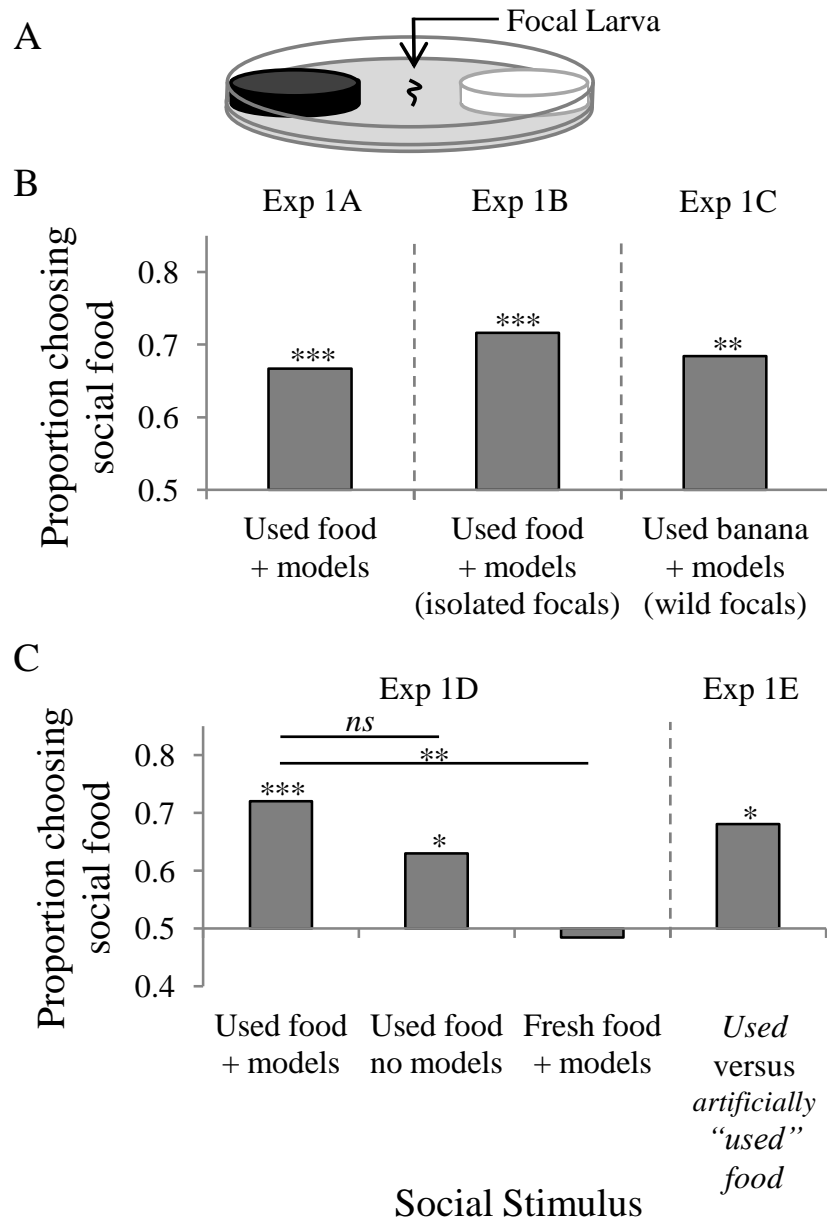 A
Focal Larva
B
Exp 1A
Exp 1B
Exp 1C
Proportion choosing
social food
0.8
0.7
0.6
0.5
***
***
**
Used food
+ models
Used food
+ models
(isolated focals)
Used banana
+ models
(wild focals)
C
Exp 1D
Exp 1E
Proportion choosing
social food
0.8
0.7
0.6
0.5
0.4
ns
**
***
*
*
Used food
+ models
Used food
no models
Fresh food
+ models
Used
versus
artificially
“used”
food
Social Stimulus